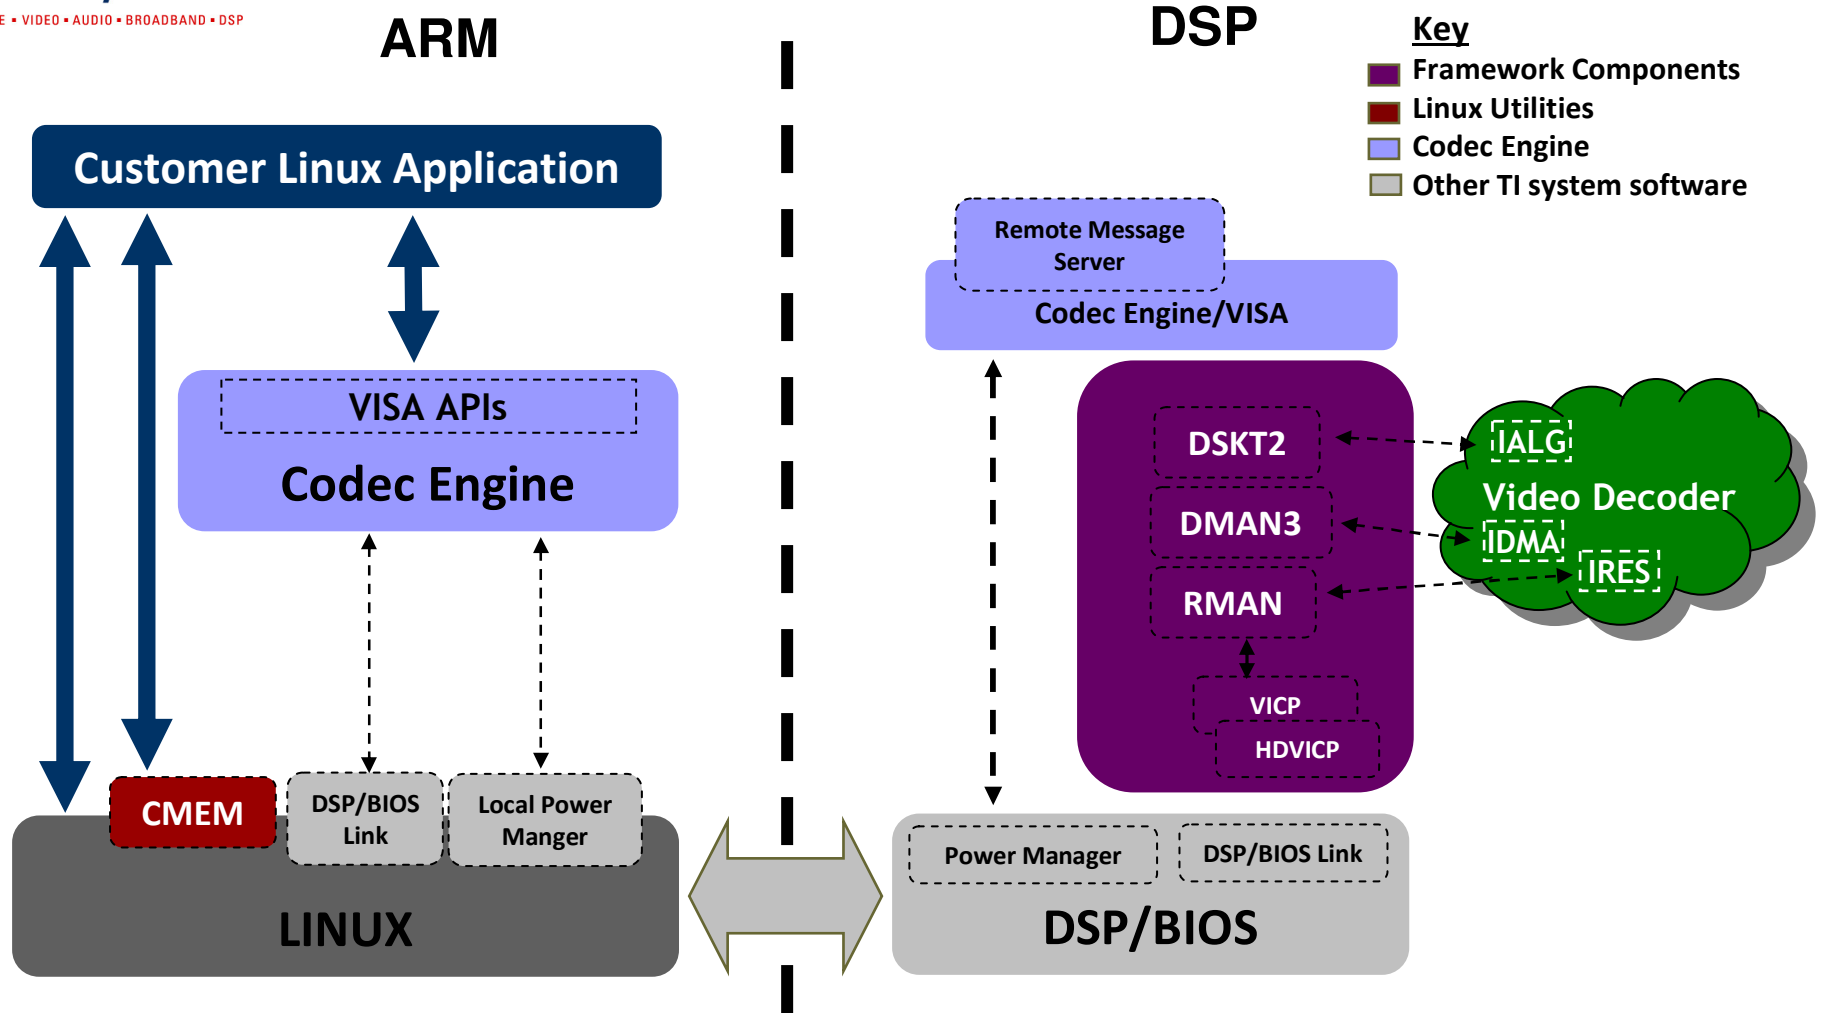 E ▪ VIDEO ▪ AUDIO ▪ BROADBAND ▪ DSP
ARM
DSP
Key
Framework Components
Linux Utilities
Codec Engine
Other TI system software
Customer Linux Application
VISA APIs
Codec Engine
CMEM
DSP/BIOS
Link
Local Power
Manger
LINUX
Remote Message
Server
Codec Engine/VISA
DSKT2
DMAN3
RMAN
VICP
HDVICP
IALG
Video Decoder
IDMA
IRES
Power Manager
DSP/BIOS Link
DSP/BIOS